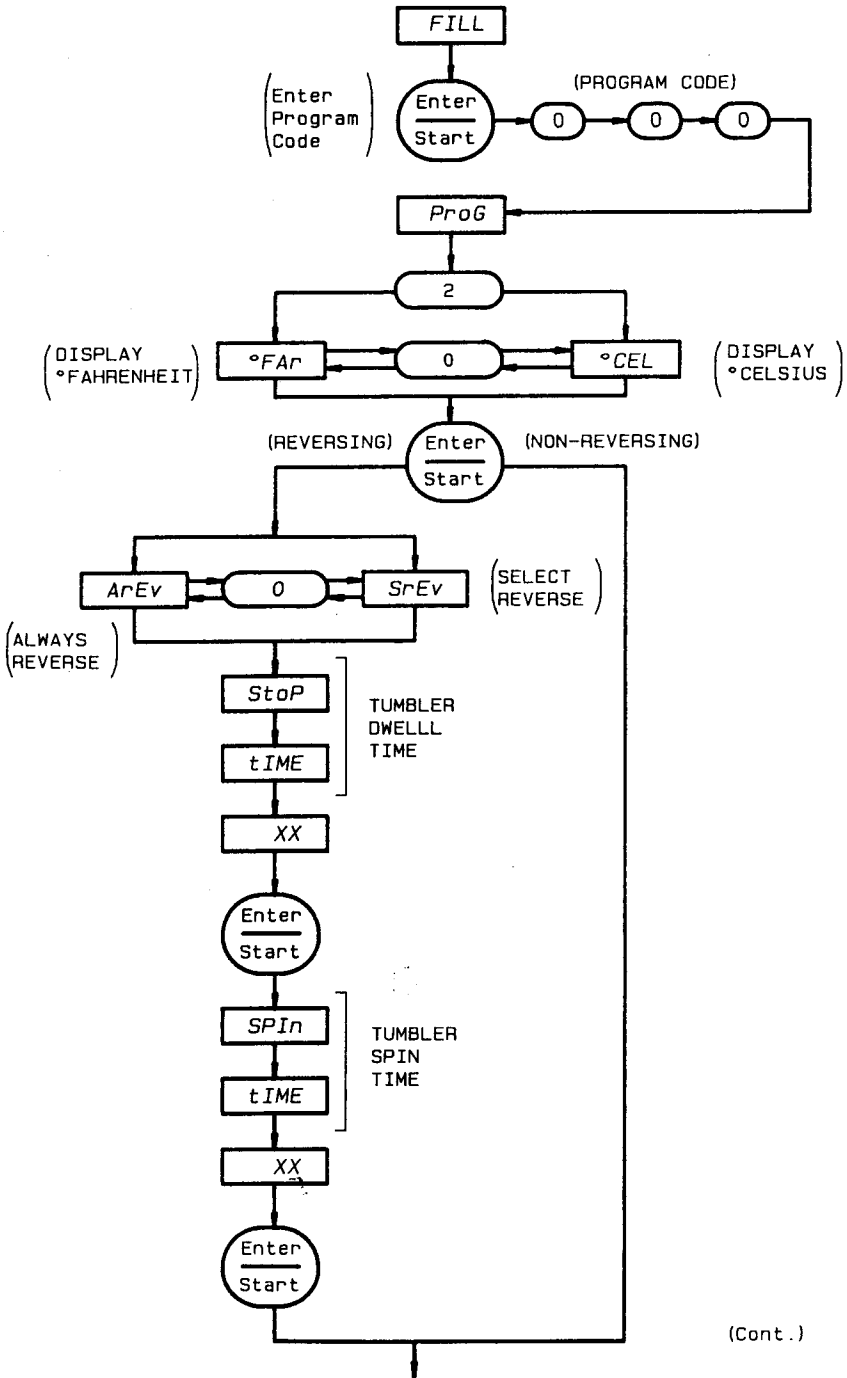 FILL
(Enter
Program
Code)
Enter
Start
(PROGRAM CODE)
0
0
0
ProG
2
(DISPLAY
°FAHRENHEIT)
°FAr
0
°CEL
(DISPLAY
°CELSIUS)
(REVERSING)
Enter
Start
(NON-REVERSING)
ArEv
0
SrEv
(SELECT
REVERSE)
(ALWAYS
REVERSE)
StoP
tIME
TUMBLER
DWELLL
TIME
XX
Enter
Start
SPIn
tIME
TUMBLER
SPIN
TIME
XX
Enter
Start
(Cont.)